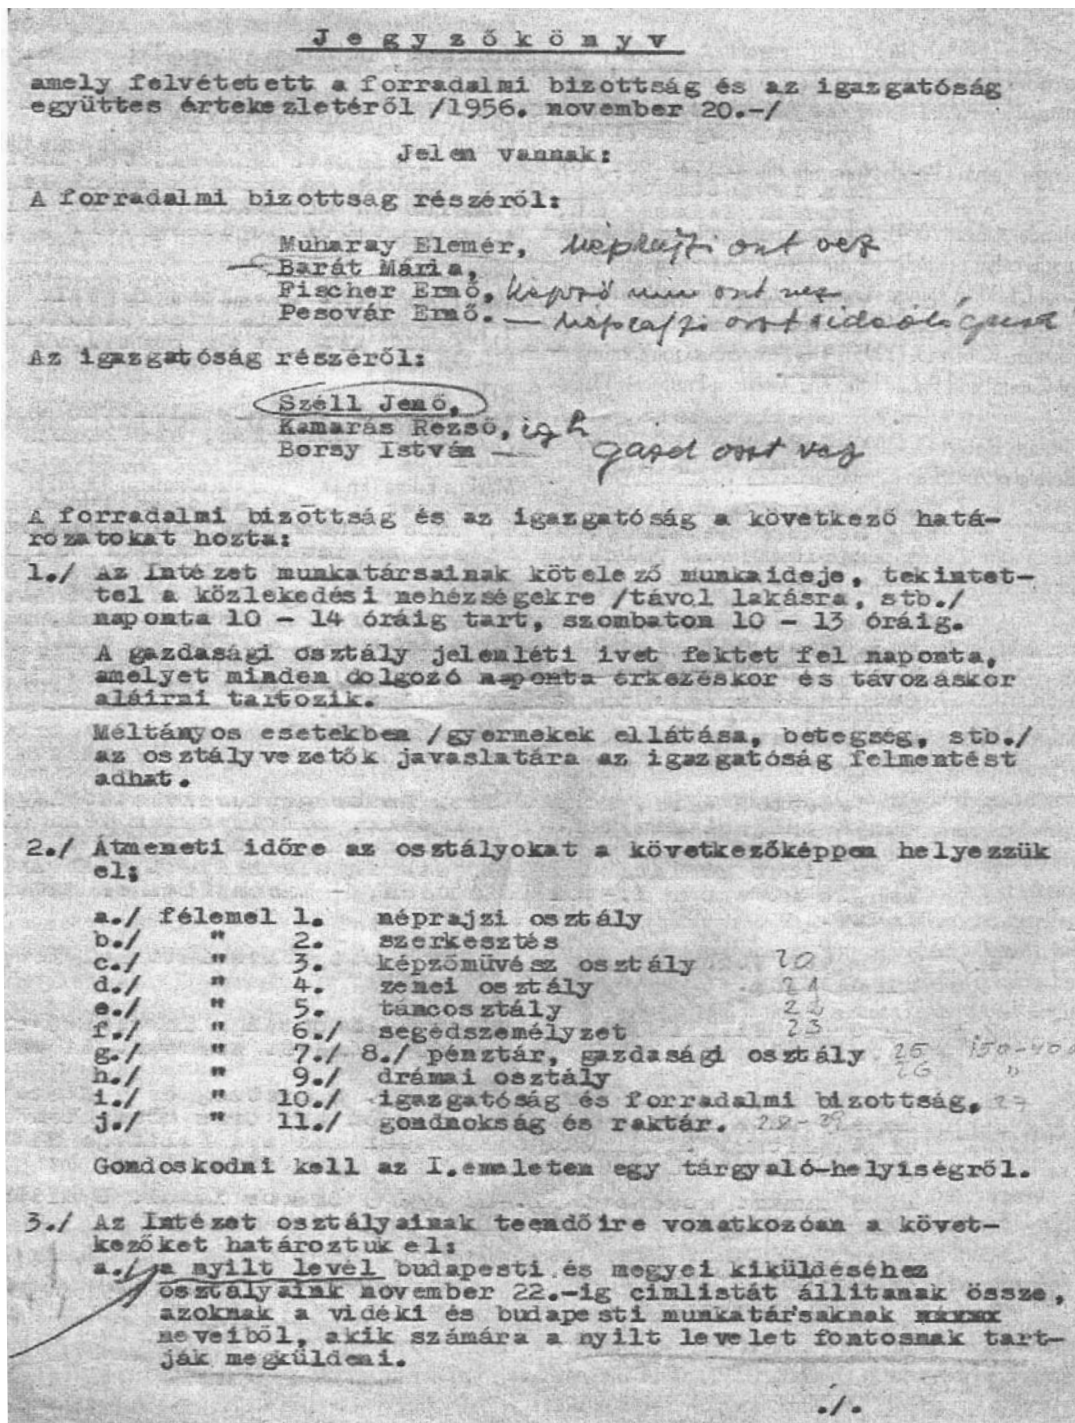 Jegyzőkönyv
amely felvétetett a forradalmi bizottság és az igazgatóság
együttes értekezletéről /1956. november 20.-/
Jelen vannak:
A forradalmi bizottság részéről:
Muharay Elemér, néprajzi oszt vez
Barát Mária,
Fischer Ernő, képző műv oszt vez
Pesovár Ernő. — néprajzi oszt
Az igazgatóság részéről:
Széll Jenő,
Kamarás Rezső, ig h
Borsy István — gazd oszt vez
A forradalmi bizottság és az igazgatóság a következő hatá-
rozatokat hozta:
1./ Az Intézet munkatársainak kötelező munkaideje, tekintet-
tel a közlekedési nehézségekre /távol lakásra, stb./
naponta 10 - 14 óráig tart, szombaton 10 - 13 óráig.
A gazdasági osztály jelenléti ivet fektet fel naponta,
amelyet minden dolgozó naponta érkezéskor és távozáskor
aláirni tartozik.
Méltányos esetekben /gyermekek ellátása, betegség, stb./
az osztályvezetők javaslatára az igazgatóság felmentést
adhat.
2./ Átmeneti időre az osztályokat a következőképpen helyezzük
el:
a./ félemel 1. néprajzi osztály
b./ " 2. szerkesztés
c./ " 3. képzőművész osztály 20
d./ " 4. zenei osztály 21
e./ " 5. táncosztály 22
f./ " 6./ segédszemélyzet 23
g./ " 7./ 8./ pénztár, gazdasági osztály 25
h./ " 9./ drámai osztály 26 "
i./ " 10./ igazgatóság és forradalmi bizottság, 27
j./ " 11./ gondnokság és raktár. 28-29
Gondoskodni kell az I.emeleten egy tárgyaló-helyiségről.
3./ Az Intézet osztályainak teendőire vonatkozóan a követ-
kezőket határoztuk el:
a./ a nyilt levél budapesti és megyei kiküldéséhez
osztályaink november 22.-ig cimlistát állitanak össze,
azoknak a vidéki és budapesti munkatársaknak
neveiből, akik számára a nyilt levelet fontosnak tart-
ják megküldeni.
./.